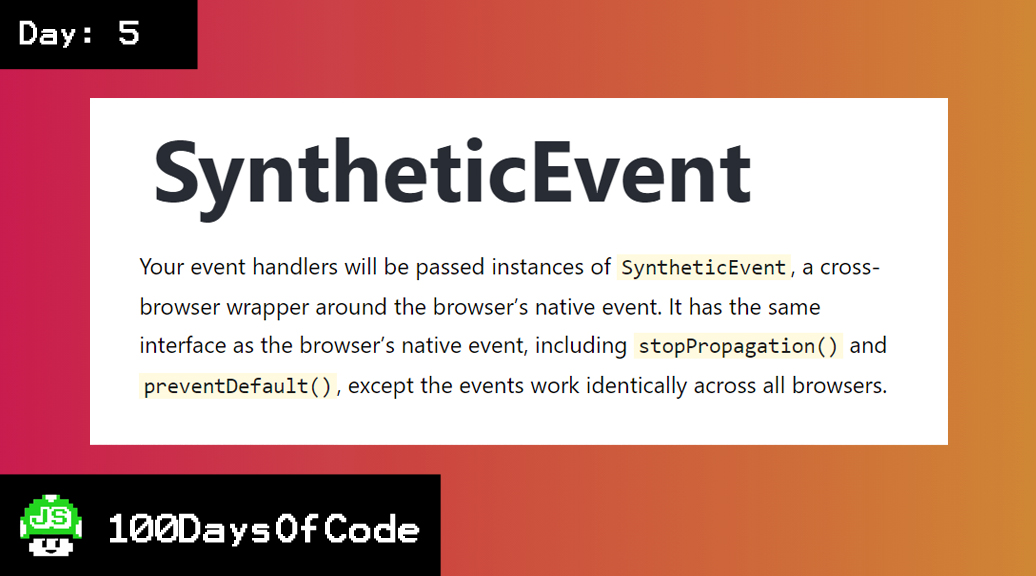 Day: 5
SyntheticEvent
Your event handlers will be passed instances of SyntheticEvent, a cross-
browser wrapper around the browser’s native event. It has the same
interface as the browser’s native event, including stopPropagation() and
preventDefault(), except the events work identically across all browsers.
JS
100DaysOfCode